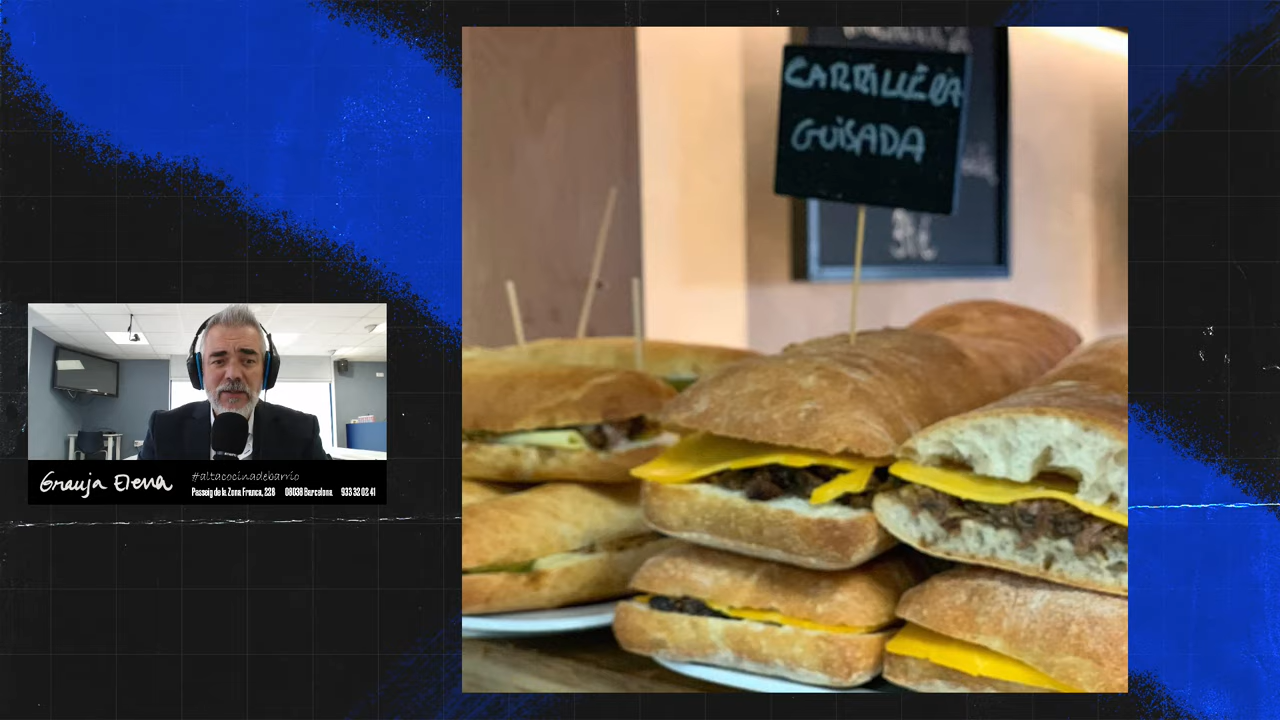 CARRILLERA
GUISADA
Granja Elena
#altacocinadebarrio
Passeig de la Zona Franca, 228 08038 Barcelona 933 32 02 41